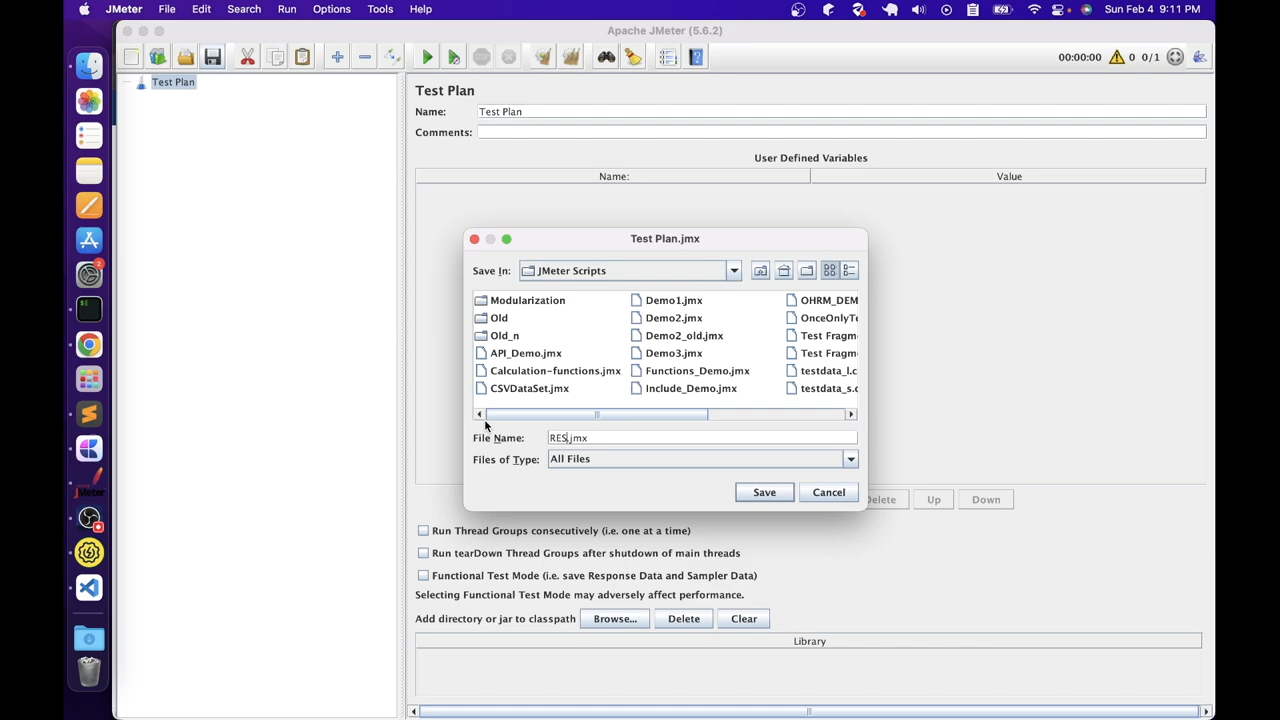 JMeter File Edit Search Run Options Tools Help Sun Feb 4 9:11 PM
Apache JMeter (5.6.2)
00:00:00 0 0/1
Test Plan
Test Plan
Name: Test Plan
Comments:
User Defined Variables
Name: Value
Test Plan.jmx
Save In: JMeter Scripts
Modularization Demo1.jmx OHRM_DEM
Old Demo2.jmx OnceOnlyTe
Old_n Demo2_old.jmx Test Fragm
API_Demo.jmx Demo3.jmx Test Fragm
Calculation-functions.jmx Functions_Demo.jmx testdata_l.c
CSVDataSet.jmx Include_Demo.jmx testdata_s.c
File Name: RES.jmx
Files of Type: All Files
Save Cancel
Delete Up Down
Run Thread Groups consecutively (i.e. one at a time)
Run tearDown Thread Groups after shutdown of main threads
Functional Test Mode (i.e. save Response Data and Sampler Data)
Selecting Functional Test Mode may adversely affect performance.
Add directory or jar to classpath Browse... Delete Clear
Library
2
JMeter